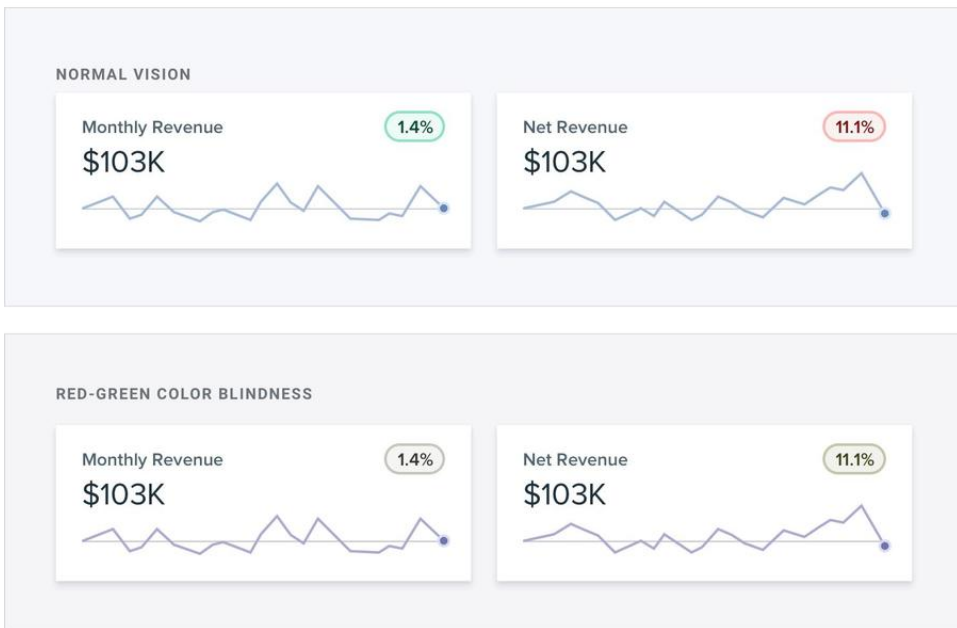 NORMAL VISION
Monthly Revenue 1.4%
$103K
Net Revenue 11.1%
$103K
RED-GREEN COLOR BLINDNESS
Monthly Revenue 1.4%
$103K
Net Revenue 11.1%
$103K